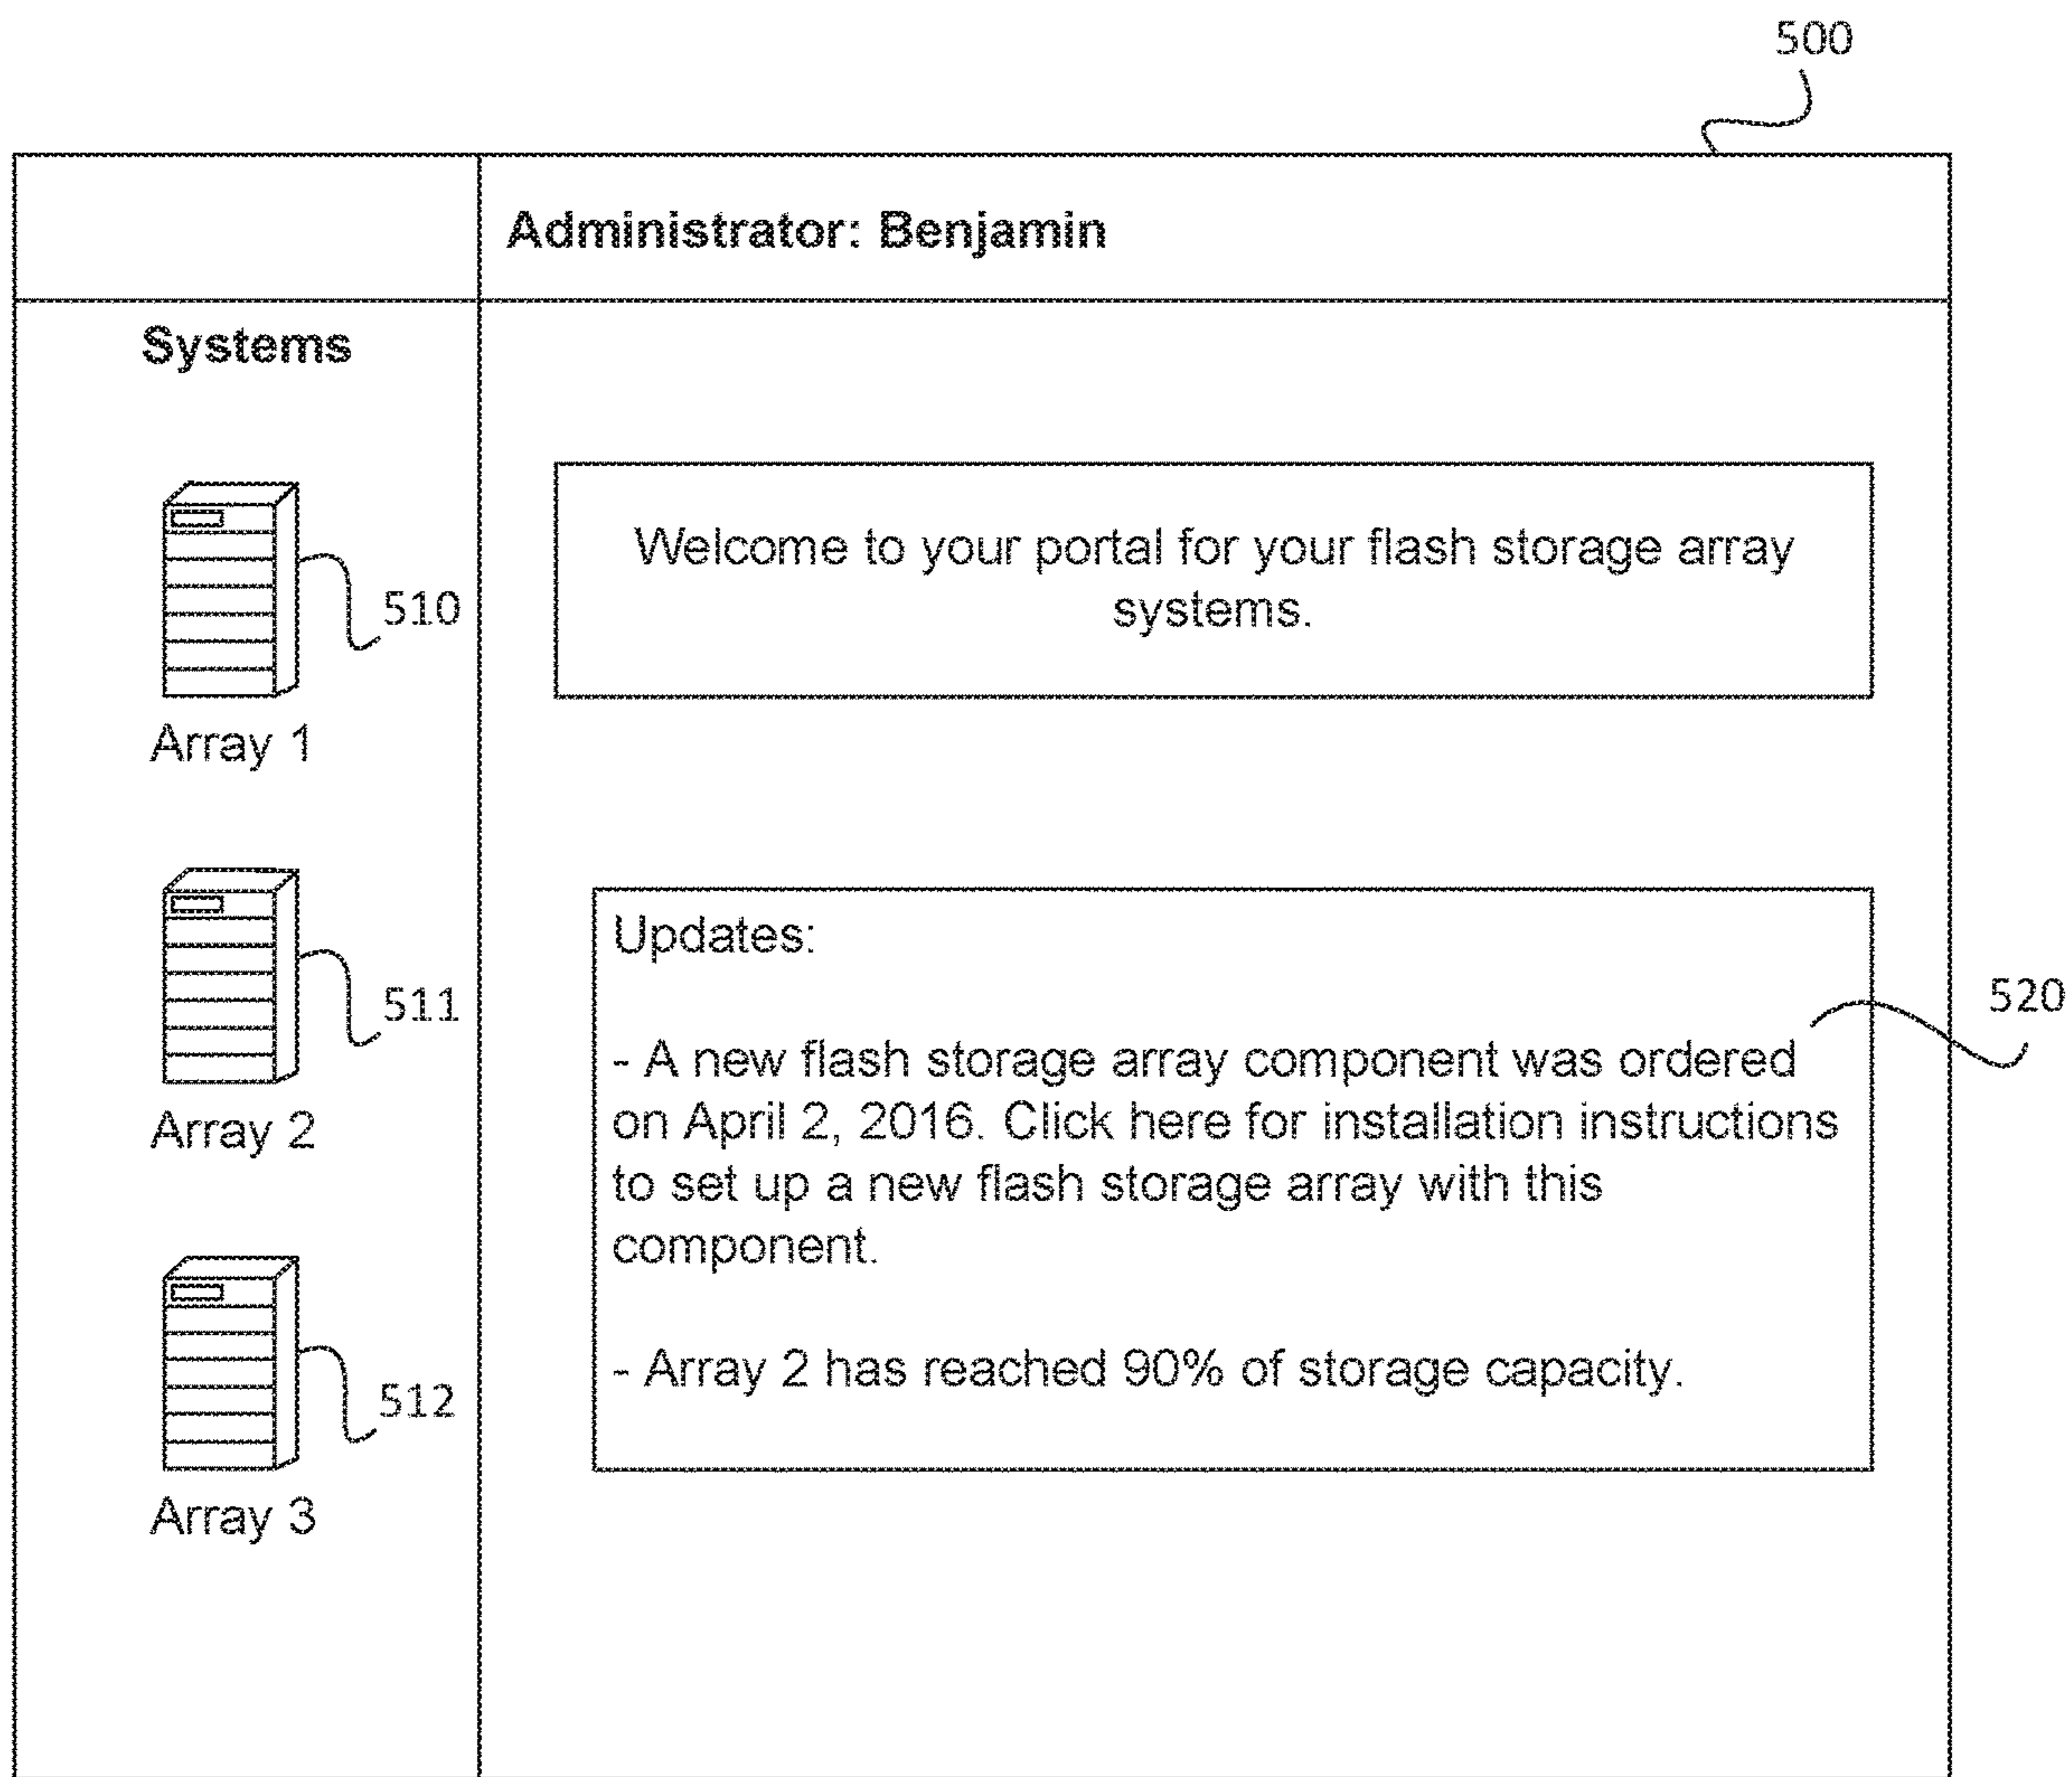 500
Administrator: Benjamin
Systems
510
Array 1
511
Array 2
512
Array 3
Welcome to your portal for your flash storage array
systems.
Updates:
- A new flash storage array component was ordered
on April 2, 2016. Click here for installation instructions
to set up a new flash storage array with this
component.
- Array 2 has reached 90% of storage capacity.
520